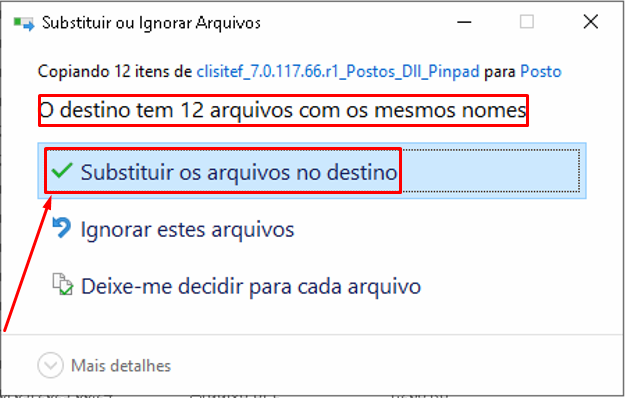 Substituir ou Ignorar Arquivos
Copiando 12 itens de clisitef_7.0.117.66.r1_Postos_Dll_Pinpad para Posto
O destino tem 12 arquivos com os mesmos nomes
Substituir os arquivos no destino
Ignorar estes arquivos
Deixe-me decidir para cada arquivo
Mais detalhes